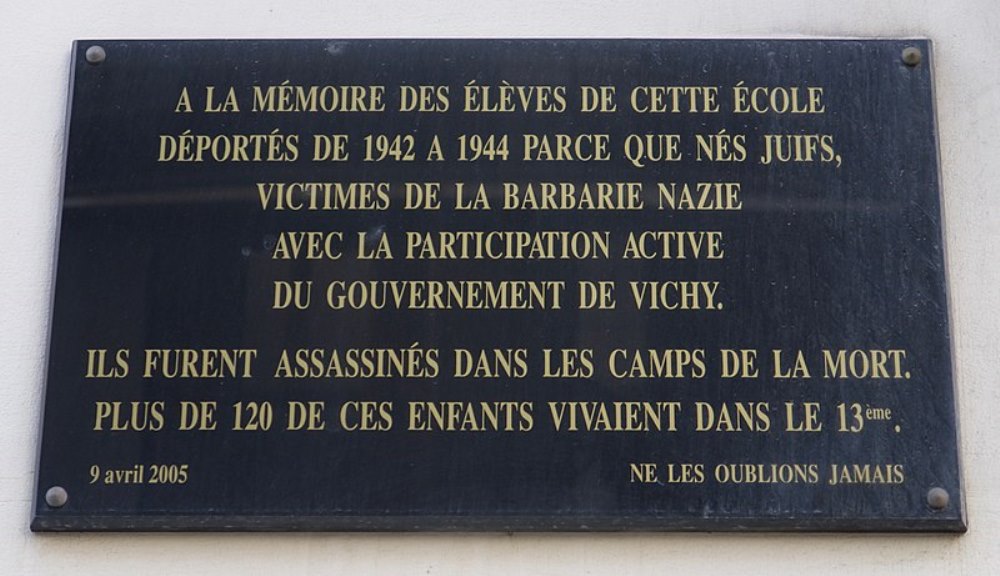 A LA MÉMOIRE DES ÉLÈVES DE CETTE ÉCOLE
DÉPORTÉS DE 1942 A 1944 PARCE QUE NÉS JUIFS,
VICTIMES DE LA BARBARIE NAZIE
AVEC LA PARTICIPATION ACTIVE
DU GOUVERNEMENT DE VICHY.
ILS FURENT ASSASSINÉS DANS LES CAMPS DE LA MORT.
PLUS DE 120 DE CES ENFANTS VIVAIENT DANS LE 13ème.
9 avril 2005 NE LES OUBLIONS JAMAIS